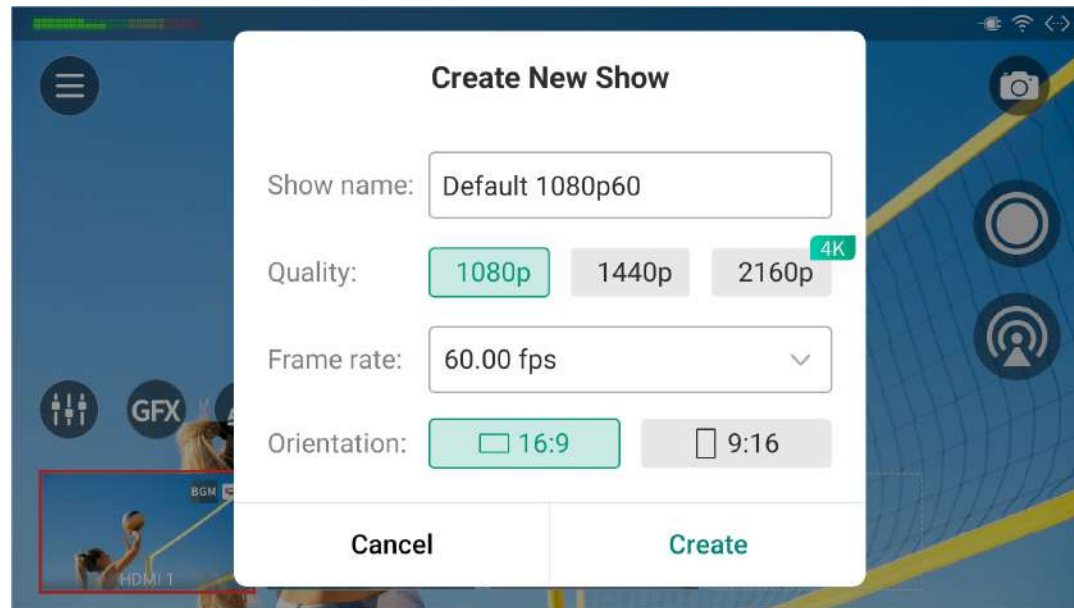 Create New Show
Show name: Default 1080p60
4K
Quality: 1080p 1440p 2160p
Frame rate: 60.00 fps
GFX
Orientation: 16:9 9:16
BGM
HDMI 1
Cancel Create